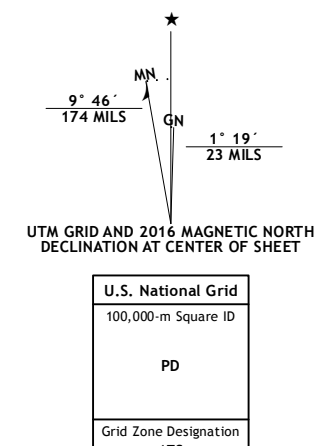 MN
9° 46´
174 MILS
GN
1° 19´
23 MILS
UTM GRID AND 2016 MAGNETIC NORTH
DECLINATION AT CENTER OF SHEET
U.S. National Grid
100,000-m Square ID
PD
Grid Zone Designation